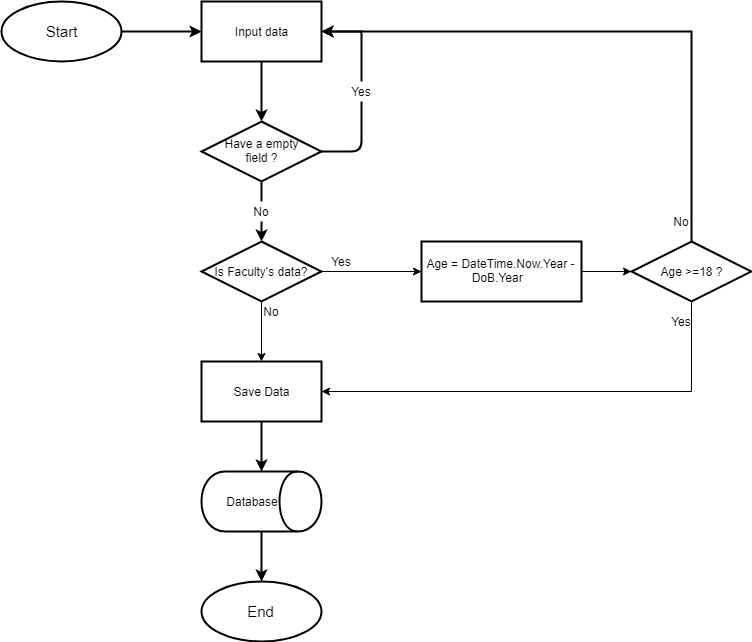 Start
Input data
Yes
Have a empty
field ?
No
Is Faculty's data?
Yes
Age = DateTime.Now.Year -
DoB.Year
No
Age >=18 ?
No
Yes
Save Data
Database
End